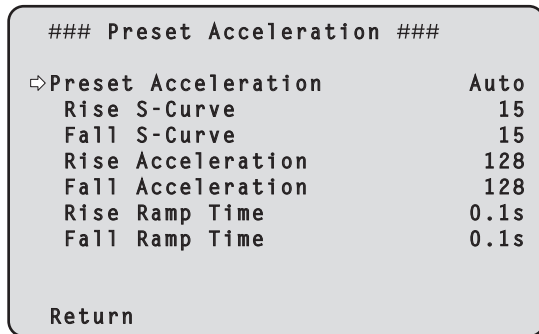 ### Preset Acceleration ###
⇨Preset Acceleration Auto
Rise S-Curve 15
Fall S-Curve 15
Rise Acceleration 128
Fall Acceleration 128
Rise Ramp Time 0.1s
Fall Ramp Time 0.1s
Return